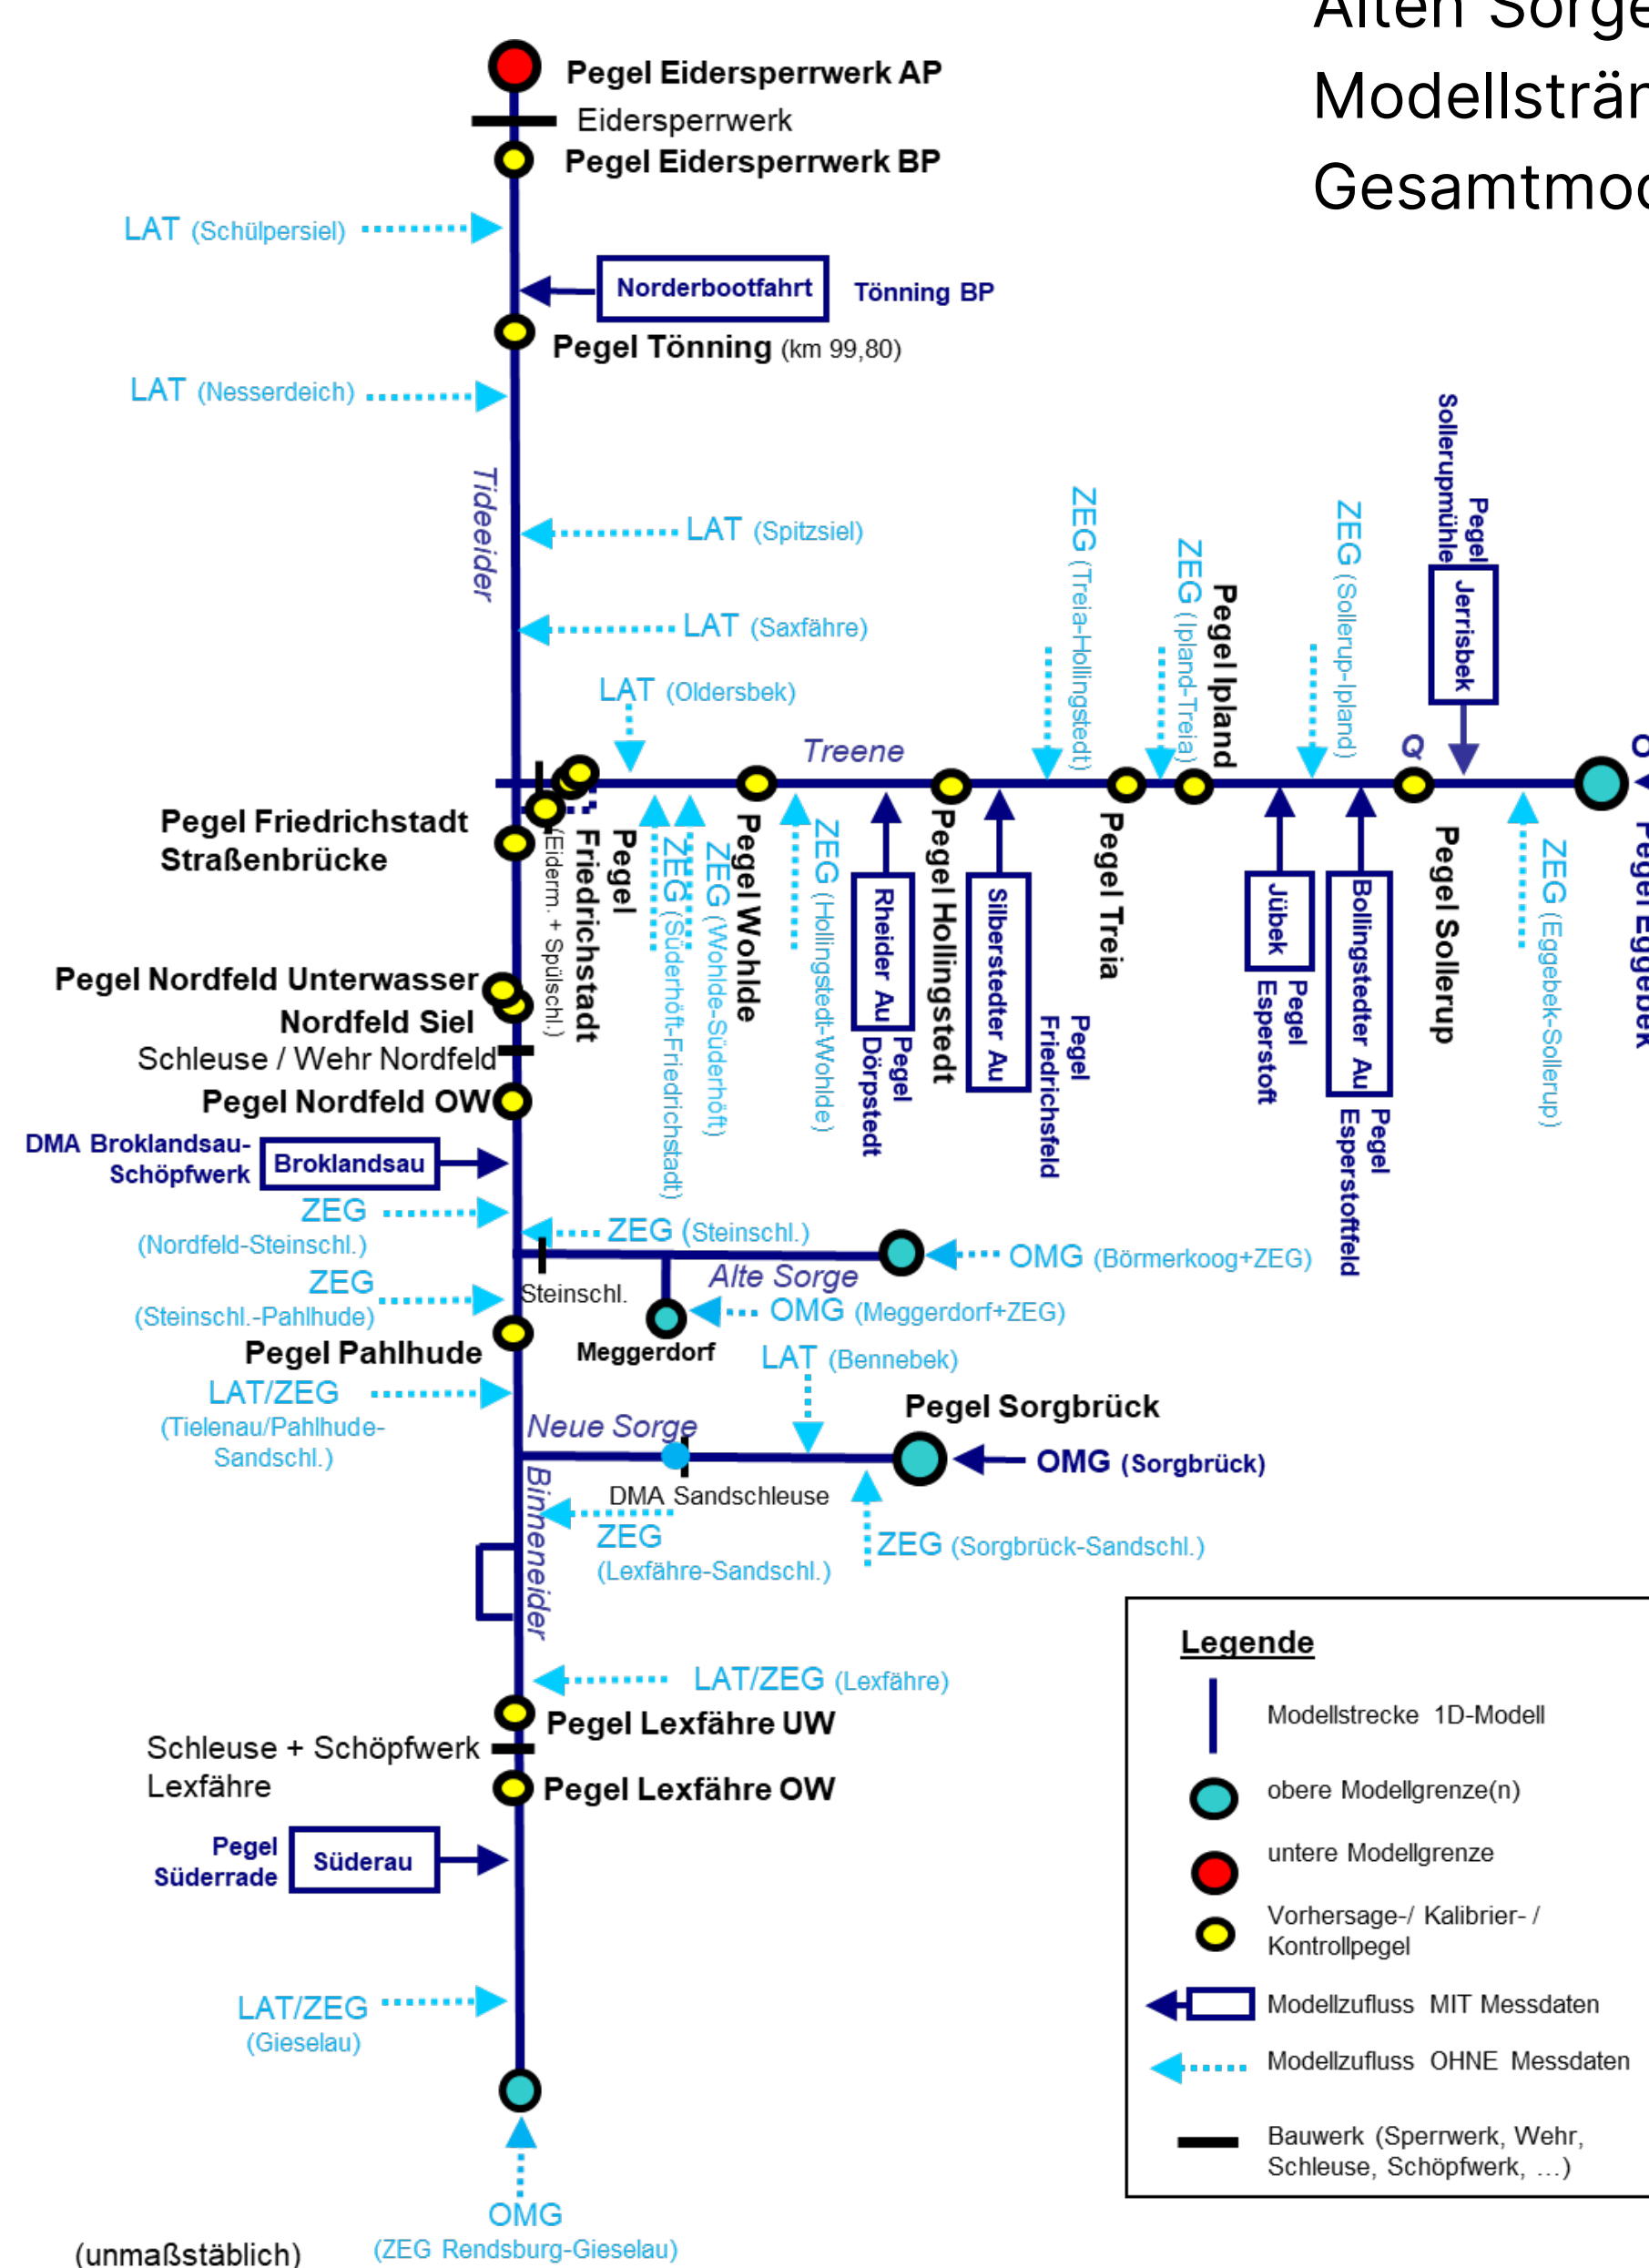 Alten Sorge
Modellsträn
Gesamtmod
Pegel Eidersperrwerk AP
Eidersperrwerk
Pegel Eidersperrwerk BP
LAT (Schülpersiel)
Norderbootfahrt
Tönning BP
Pegel Tönning (km 99,80)
LAT (Nesserdeich)
Tideeider
LAT (Spitzsiel)
LAT (Saxfähre)
LAT (Oldersbek)
Treene
ZEG (Treia-Hollingstedt)
ZEG (Ipland-Treia)
Pegel Ipland
ZEG (Sollerup-Ipland)
Q
Pegel
Sollerupmühle
Jerrisbek
Pegel Friedrichstadt
Straßenbrücke
Pegel
Friedrichstadt
(Eiderm. + Spülschl.)
ZEG (Süderhöft-Friedrichstadt)
ZEG (Wohlde-Süderhöft)
Pegel Wohlde
ZEG (Hollingstedt-Wohlde)
Rheider Au
Pegel
Dörpstedt
Pegel Hollingstedt
Silberstedter Au
Pegel
Friedrichsfeld
Pegel Treia
Jübek
Pegel
Esperstoft
Bollingstedter Au
Pegel
Esperstoftfeld
Pegel Sollerup
ZEG (Eggebek-Sollerup)
Pegel Eggebek
Pegel Nordfeld Unterwasser
Nordfeld Siel
Schleuse / Wehr Nordfeld
Pegel Nordfeld OW
DMA Broklandsau-
Schöpfwerk
Broklandsau
ZEG
(Nordfeld-Steinschl.)
ZEG (Steinschl.)
OMG (Börmerkoog+ZEG)
Alte Sorge
Steinschl.
ZEG
(Steinschl.-Pahlhude)
OMG (Meggerdorf+ZEG)
Meggerdorf
Pegel Pahlhude
LAT (Bennebek)
LAT/ZEG
(Tielenau/Pahlhude-
Sandschl.)
Neue Sorge
Pegel Sorgbrück
OMG (Sorgbrück)
DMA Sandschleuse
Binneneider
ZEG
(Lexfähre-Sandschl.)
ZEG (Sorgbrück-Sandschl.)
LAT/ZEG (Lexfähre)
Pegel Lexfähre UW
Schleuse + Schöpfwerk
Lexfähre
Pegel Lexfähre OW
Pegel
Süderrade
Süderau
LAT/ZEG
(Gieselau)
OMG
(ZEG Rendsburg-Gieselau)
(unmaßstäblich)
Legende
Modellstrecke 1D-Modell
obere Modellgrenze(n)
untere Modellgrenze
Vorhersage-/ Kalibrier- /
Kontrollpegel
Modellzufluss MIT Messdaten
Modellzufluss OHNE Messdaten
Bauwerk (Sperrwerk, Wehr,
Schleuse, Schöpfwerk, ...)